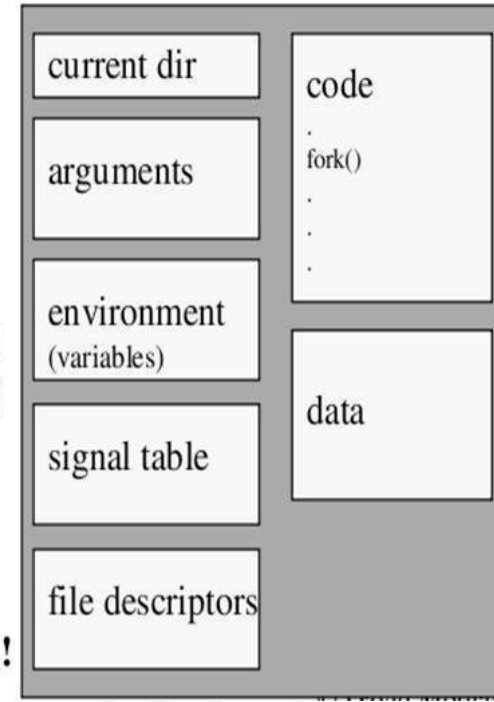 current dir
arguments
environment
(variables)
signal table
file descriptors
!
code
.
fork()
.
.
.
data